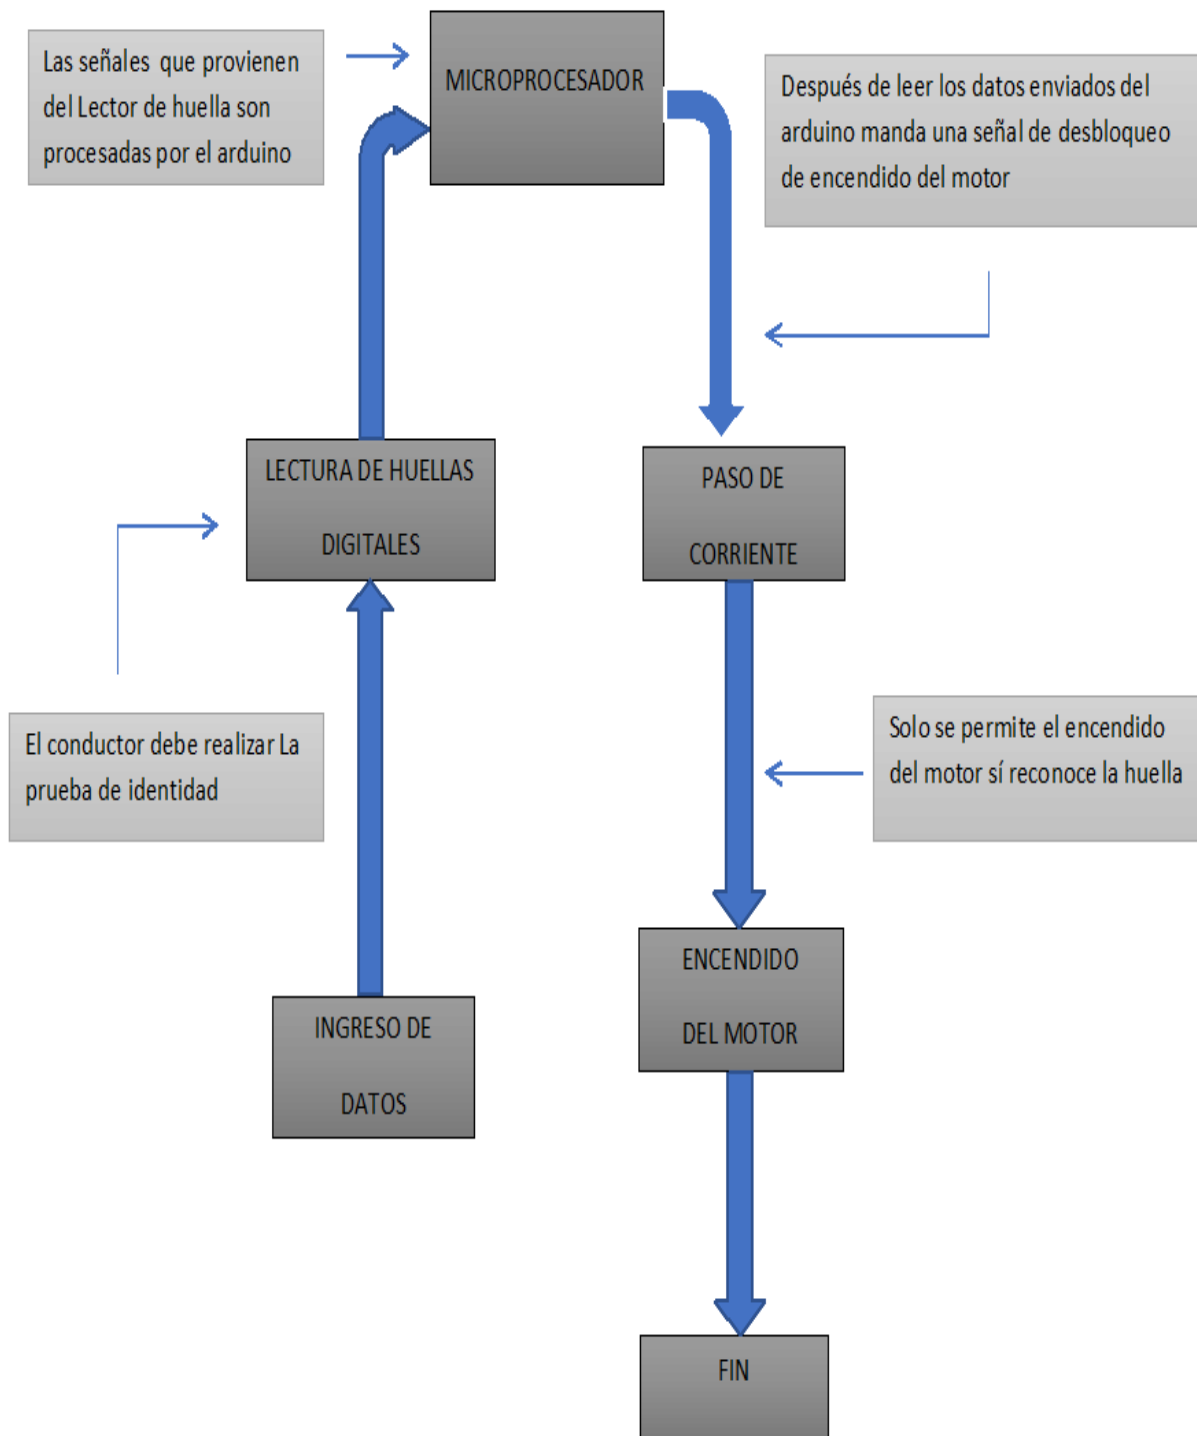 Las señales que provienen
del Lector de huella son
procesadas por el arduino
MICROPROCESADOR
Después de leer los datos enviados del
arduino manda una señal de desbloqueo
de encendido del motor
LECTURA DE HUELLAS
DIGITALES
PASO DE
CORRIENTE
El conductor debe realizar La
prueba de identidad
Solo se permite el encendido
del motor sí reconoce la huella
INGRESO DE
DATOS
ENCENDIDO
DEL MOTOR
FIN